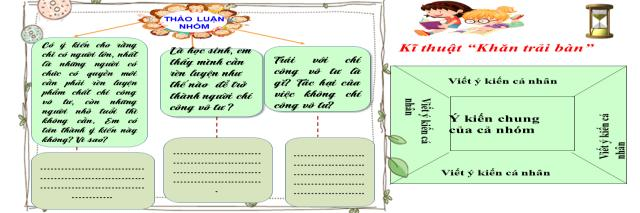 THẢO LUẬN
NHÓM
Có ý kiến cho rằng
chỉ có người lớn, nhất
là những người có
chức có quyền mới
cần phải rèn luyện
phẩm chất chí công
vô tư, còn những
người nhỏ tuổi thì
không cần, Em có
tán thành ý kiến này
không? Vì sao?
Là học sinh, em
thấy mình cần
rèn luyện như
thế nào để trở
thành người chí
công vô tư ?
Trái với chí
công vô tư là
gì? Tác hại của
việc không chí
công vô tư?
Kĩ thuật “Khăn trải bàn”
Viết ý kiến cá nhân
Viết ý kiến cá
nhân
Ý kiến chung
của cả nhóm
Viết ý kiến cá
nhân
Viết ý kiến cá nhân